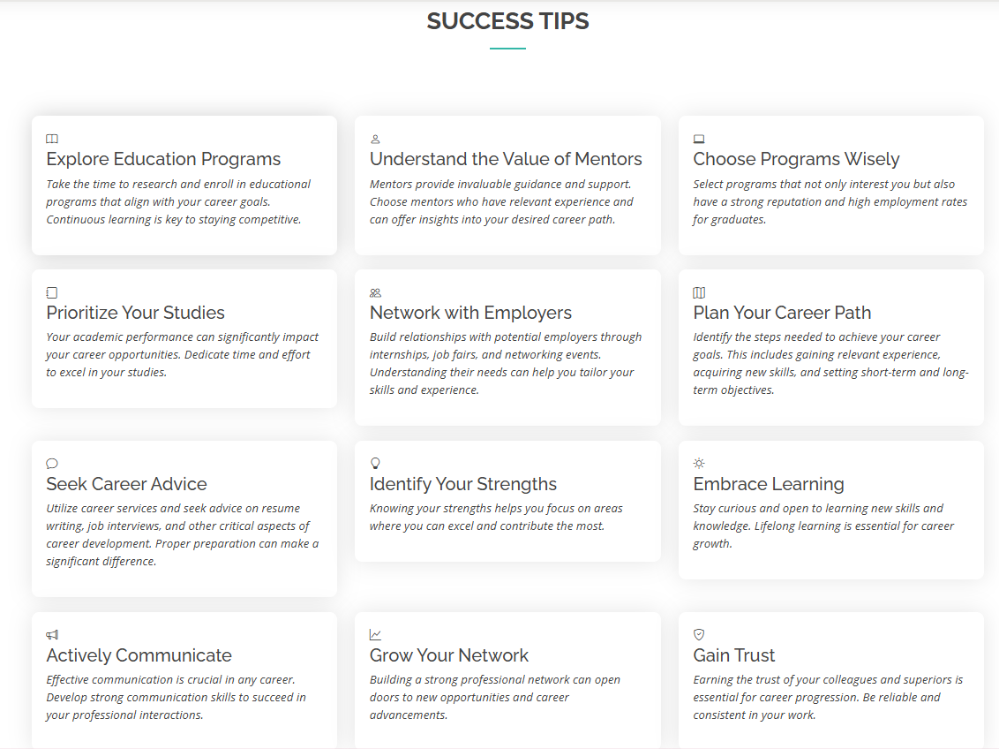 SUCCESS TIPS
Explore Education Programs
Take the time to research and enroll in educational
programs that align with your career goals.
Continuous learning is key to staying competitive.
Understand the Value of Mentors
Mentors provide invaluable guidance and support.
Choose mentors who have relevant experience and
can offer insights into your desired career path.
Choose Programs Wisely
Select programs that not only interest you but also
have a strong reputation and high employment rates
for graduates.
Prioritize Your Studies
Your academic performance can significantly impact
your career opportunities. Dedicate time and effort
to excel in your studies.
Network with Employers
Build relationships with potential employers through
internships, job fairs, and networking events.
Understanding their needs can help you tailor your
skills and experience.
Plan Your Career Path
Identify the steps needed to achieve your career
goals. This includes gaining relevant experience,
acquiring new skills, and setting short-term and long-
term objectives.
Seek Career Advice
Utilize career services and seek advice on resume
writing, job interviews, and other critical aspects of
career development. Proper preparation can make a
significant difference.
Identify Your Strengths
Knowing your strengths helps you focus on areas
where you can excel and contribute the most.
Embrace Learning
Stay curious and open to learning new skills and
knowledge. Lifelong learning is essential for career
growth.
Actively Communicate
Effective communication is crucial in any career.
Develop strong communication skills to succeed in
your professional interactions.
Grow Your Network
Building a strong professional network can open
doors to new opportunities and career
advancements.
Gain Trust
Earning the trust of your colleagues and superiors is
essential for career progression. Be reliable and
consistent in your work.